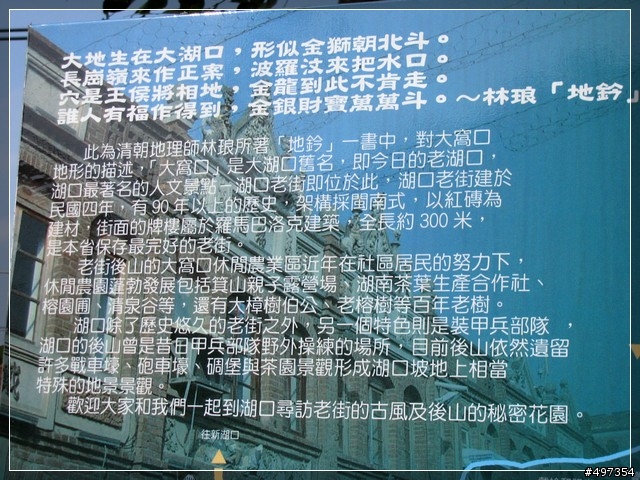 大地生在大湖口，形似金獅朝北斗。
長崗嶺來作正案，波羅汶來把水口。
穴是王侯將相地，金龍到此不肯走。
誰人有福作得到，金銀財寶萬萬斗。～林琅「地鈐」
此為清朝地理師林琅所著「地鈐」一書中，對大窩口
地形的描述，「大窩口」是大湖口舊名，即今日的老湖口，
湖口最著名的人文景點－湖口老街即位於此，湖口老街建於
民國四年，有90年以上的歷史，架構採閩南式，以紅磚為
建材，街面的牌樓屬於羅馬巴洛克建築，全長約300米，
是本省保存最完好的老街。
老街後山的大窩口休閒農業區近年在社區居民的努力下，
休閒農園蓬勃發展包括箕山親子露營場、湖南茶葉生產合作社、
榕園圃、清泉谷等，還有大樟樹伯公、老榕樹等百年老樹。
湖口除了歷史悠久的老街之外，另一個特色則是裝甲兵部隊，
湖口的後山曾是昔日甲兵部隊野外操練的場所，目前後山依然遺留
許多戰車壕、砲車壕、碉堡與茶園景觀形成湖口坡地上相當
特殊的地景景觀。
歡迎大家和我們一起到湖口尋訪老街的古風及後山的秘密花園。
往新湖口
#497354